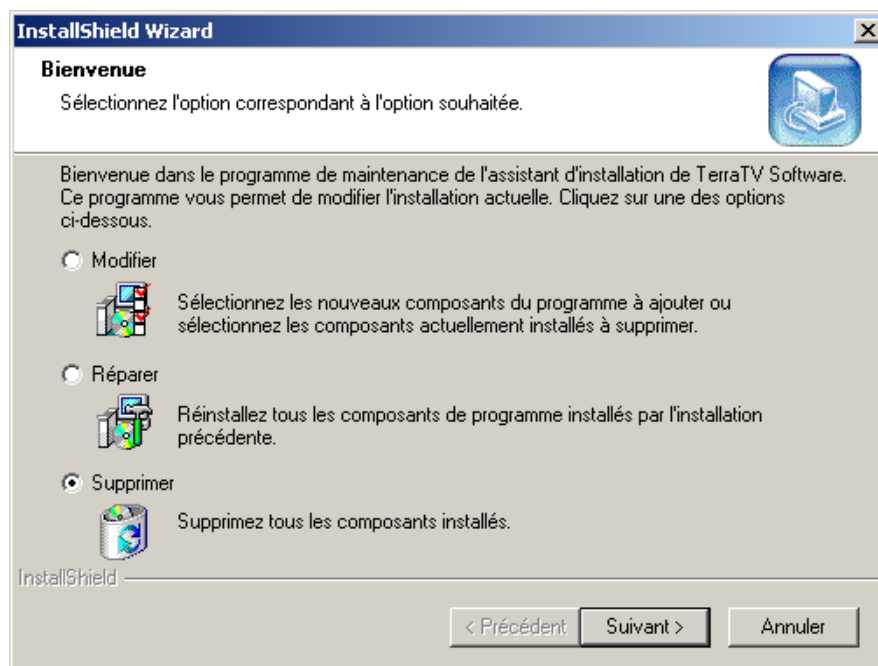 InstallShield Wizard
Bienvenue
Sélectionnez l'option correspondant à l'option souhaitée.
Bienvenue dans le programme de maintenance de l'assistant d'installation de TerraTV Software.
Ce programme vous permet de modifier l'installation actuelle. Cliquez sur une des options
ci-dessous.
Modifier
Sélectionnez les nouveaux composants du programme à ajouter ou
sélectionnez les composants actuellement installés à supprimer.
Réparer
Réinstallez tous les composants de programme installés par l'installation
précédente.
Supprimer
Supprimez tous les composants installés.
InstallShield
< Précédent Suivant > Annuler